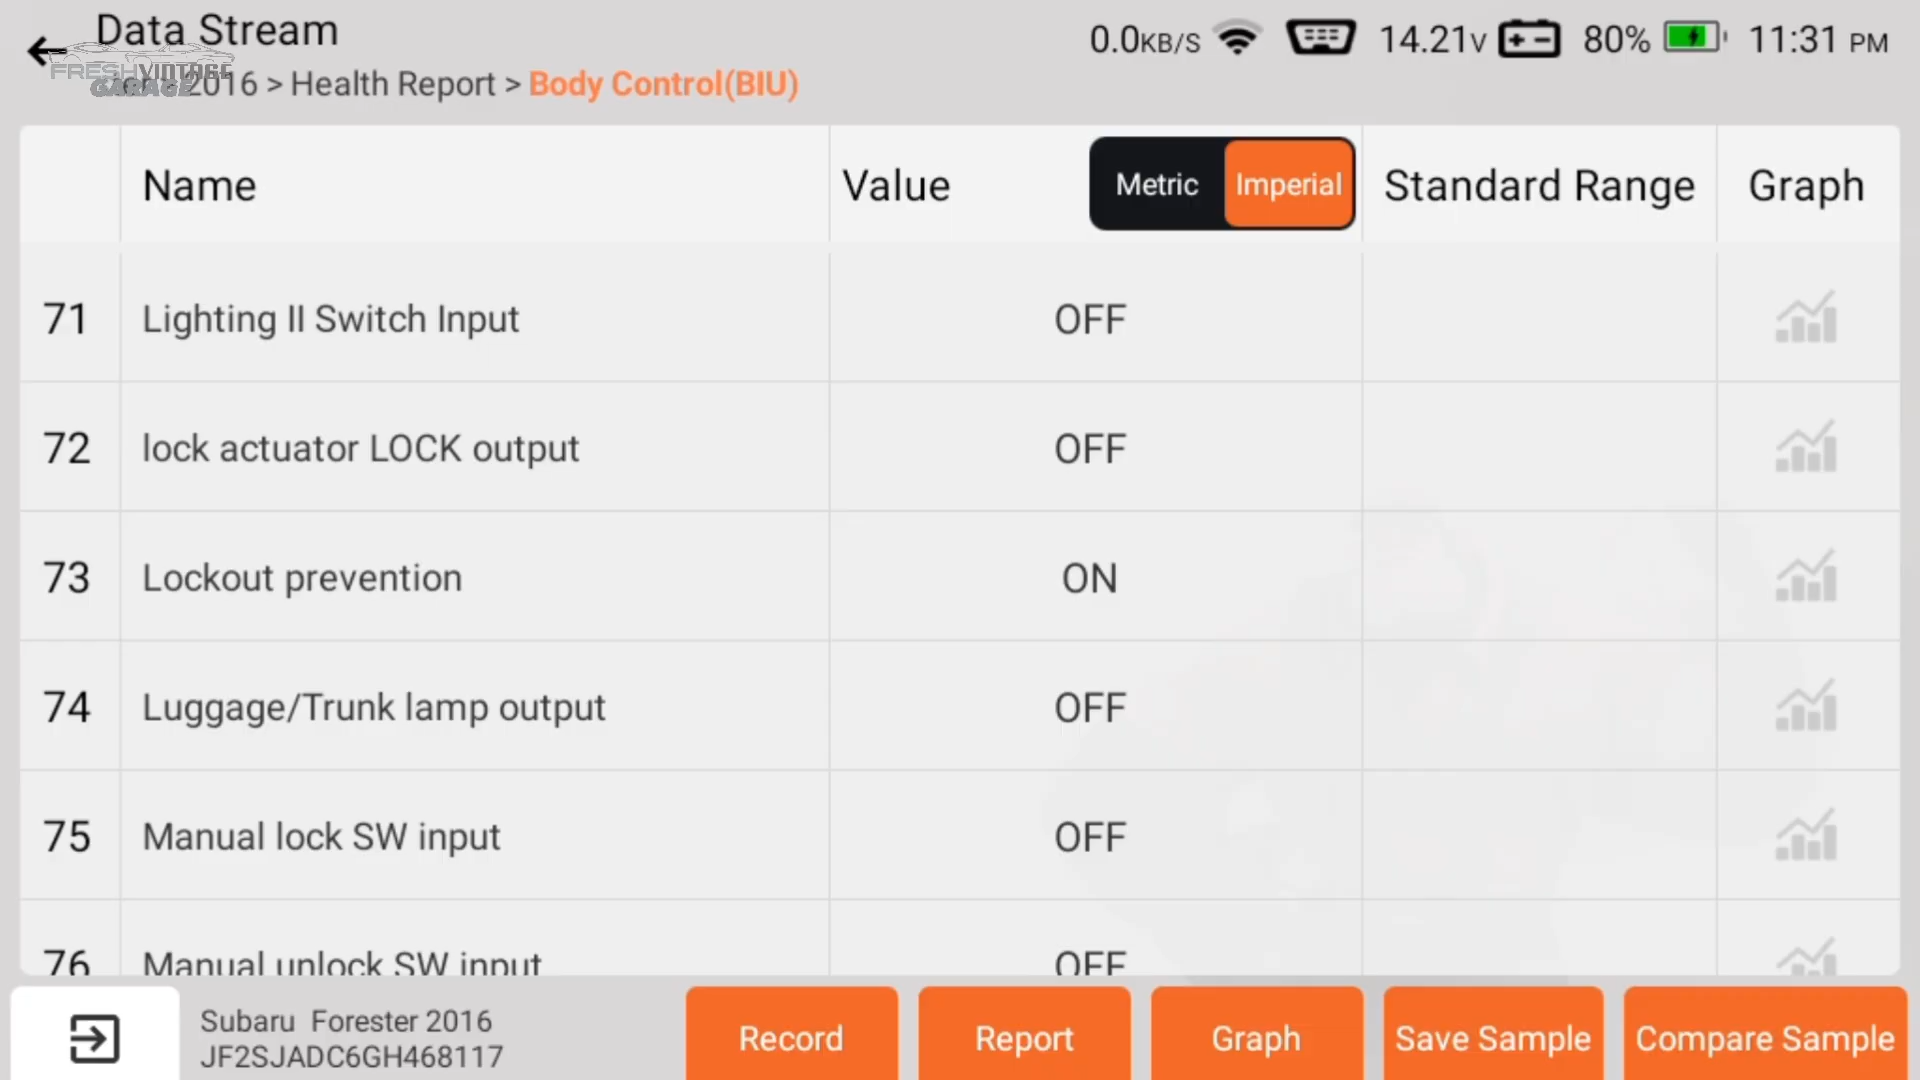 Data Stream
0.0KB/S
14.21V
80%
11:31 PM
FRESHVINTAGE
GARAGE
2016 > Health Report > Body Control(BIU)
Name
Value
Metric
Imperial
Standard Range
Graph
71 Lighting II Switch Input OFF
72 lock actuator LOCK output OFF
73 Lockout prevention ON
74 Luggage/Trunk lamp output OFF
75 Manual lock SW input OFF
76 Manual unlock SW input OFF
Subaru Forester 2016
JF2SJADC6GH468117
Record
Report
Graph
Save Sample
Compare Sample